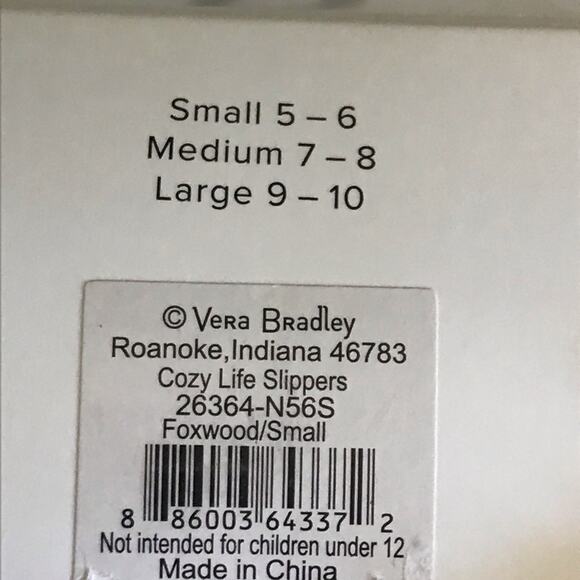 Small 5 – 6
Medium 7 – 8
Large 9 – 10
© Vera Bradley
Roanoke,Indiana 46783
Cozy Life Slippers
26364-N56S
Foxwood/Small
8 86003 64337 2
Not intended for children under 12
Made in China